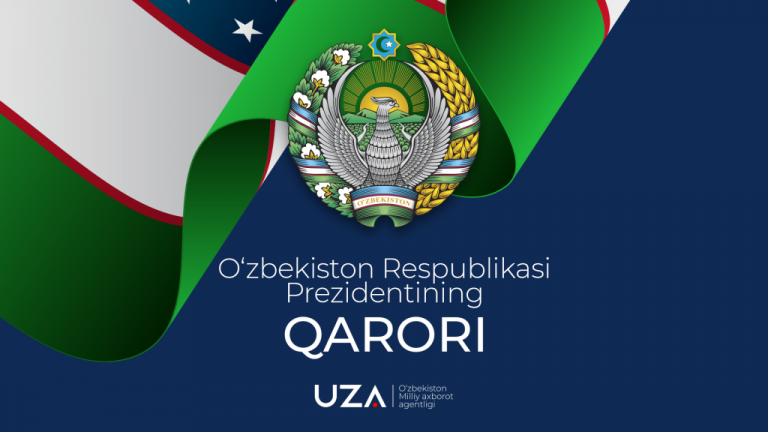 O'ZBEKISTON
O‘zbekiston Respublikasi
Prezidentining
QARORI
UZA
O‘zbekiston
Milliy axborot
agentligi